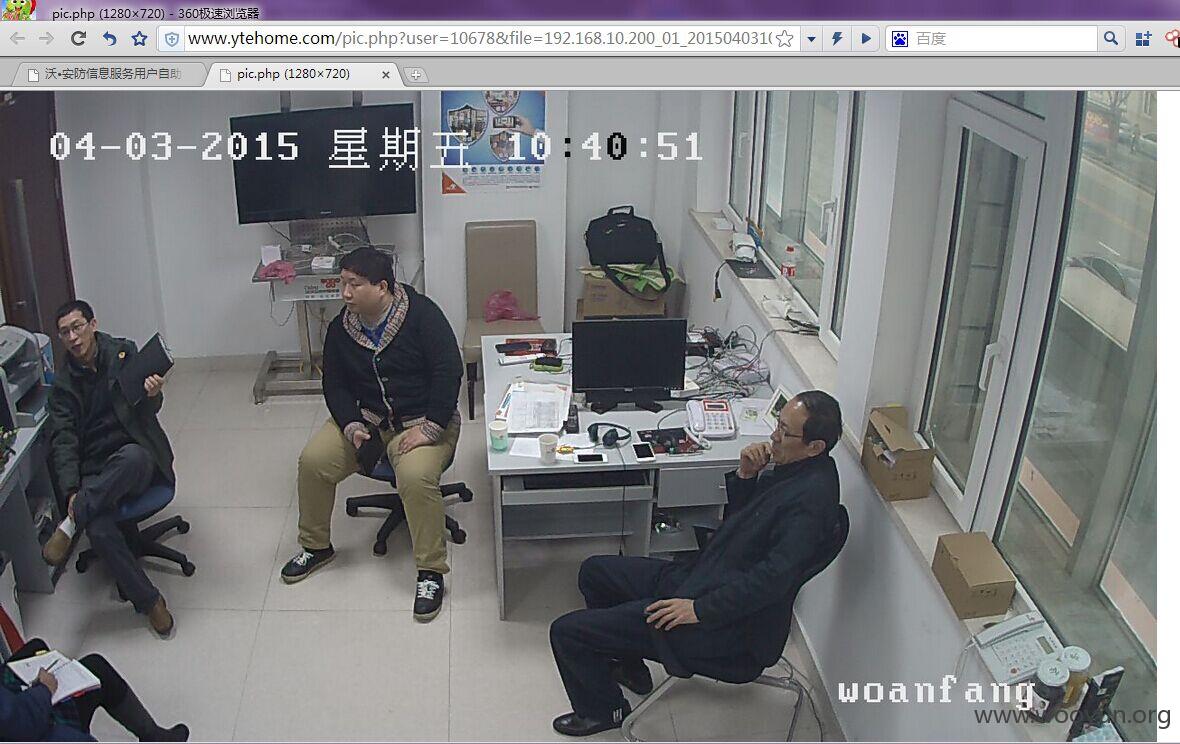 pic.php (1280×720) - 360极速浏览器
www.ytehome.com/pic.php?user=10678&file=192.168.10.200_01_2015040310
百度
沃•安防信息服务用户自助
pic.php (1280×720)
04-03-2015 星期五 10:40:51
woanfang
www.wooyun.org